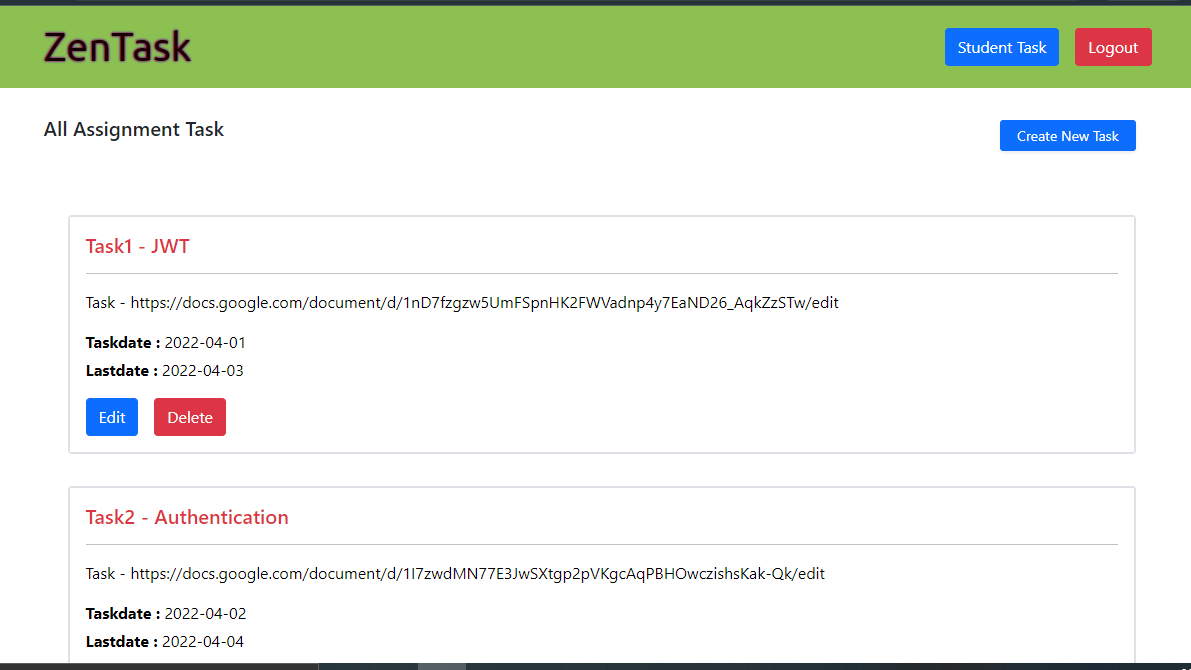 ZenTask
Student Task
Logout
All Assignment Task
Create New Task
Task1 - JWT
Task - https://docs.google.com/document/d/1nD7fzgzw5UmFSpnHK2FWVadnp4y7EaND26_AqkZzSTw/edit
Taskdate : 2022-04-01
Lastdate : 2022-04-03
Edit
Delete
Task2 - Authentication
Task - https://docs.google.com/document/d/1I7zwdMN77E3JwSXtgp2pVKgcAqPBHOwczishsKak-Qk/edit
Taskdate : 2022-04-02
Lastdate : 2022-04-04